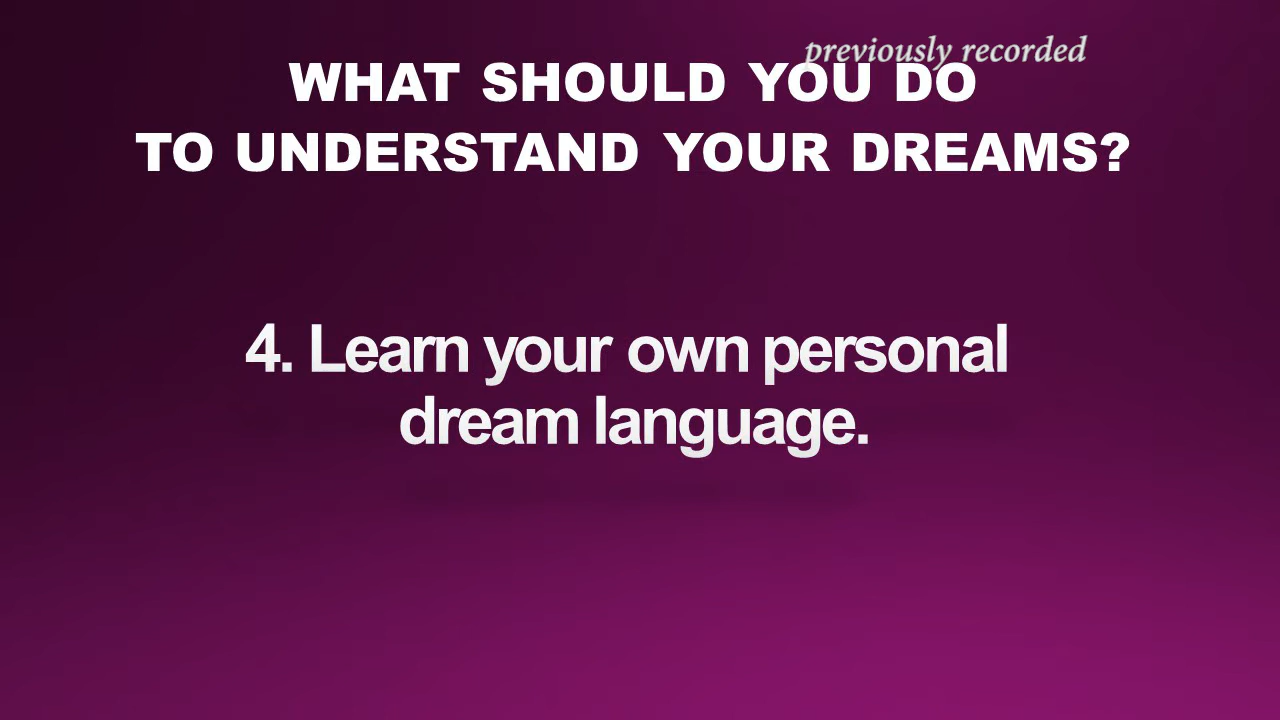 previously recorded
WHAT SHOULD YOU DO
TO UNDERSTAND YOUR DREAMS?
4. Learn your own personal
dream language.